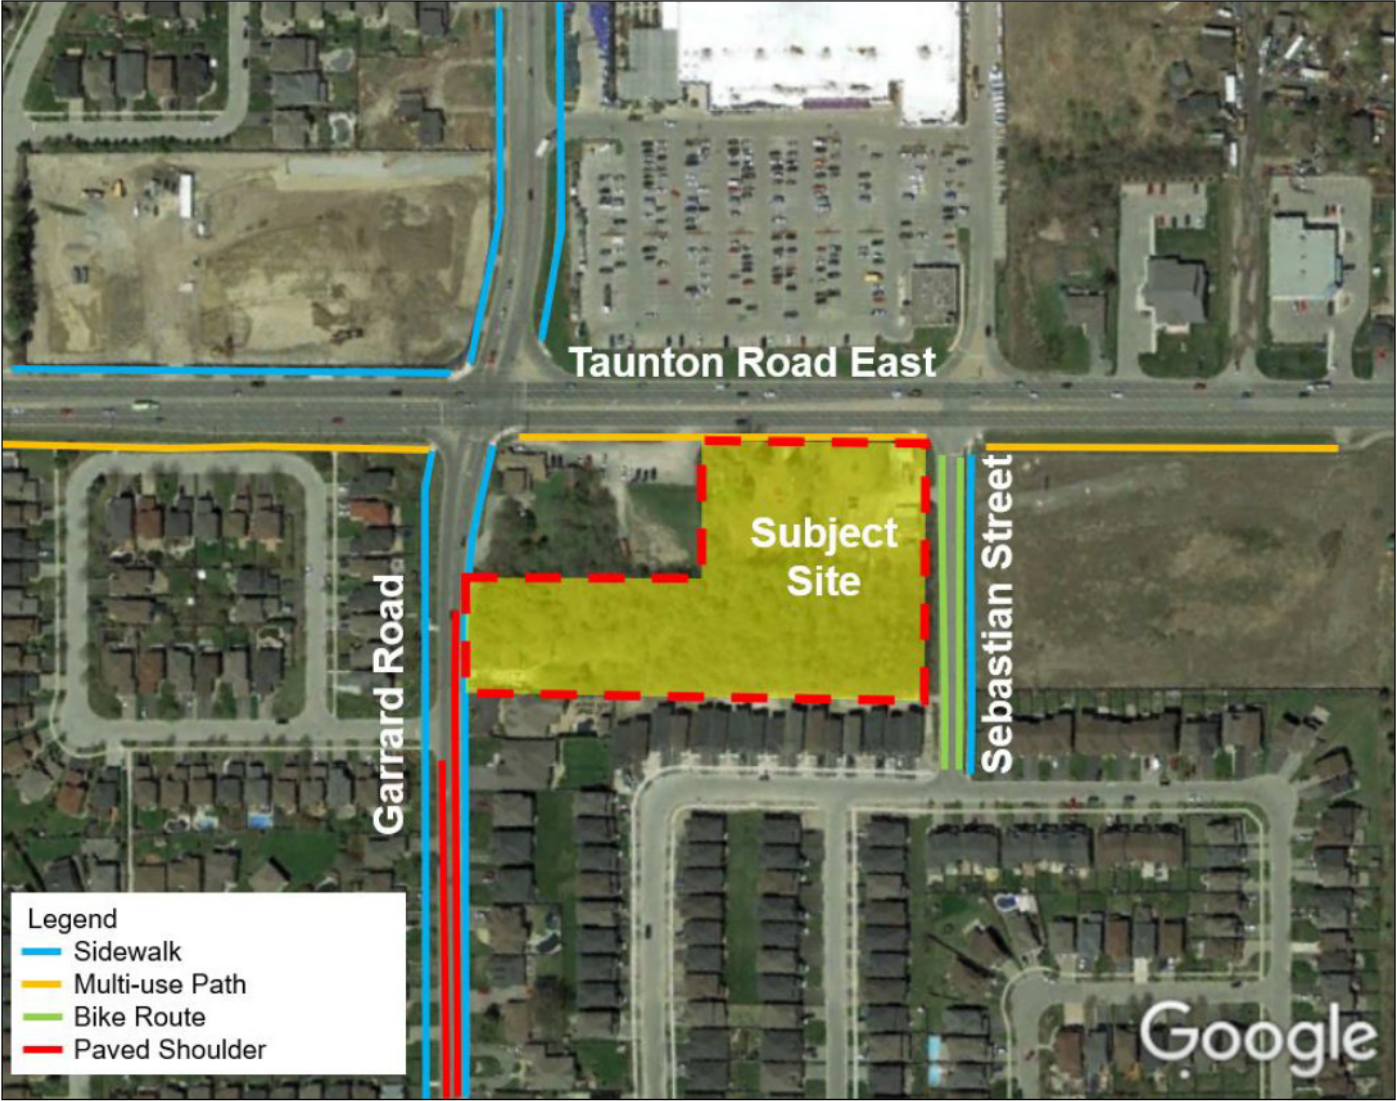 Taunton Road East
Subject
Site
Sebastian Street
Garrard Road
Legend
Sidewalk
Multi-use Path
Bike Route
Paved Shoulder
Google